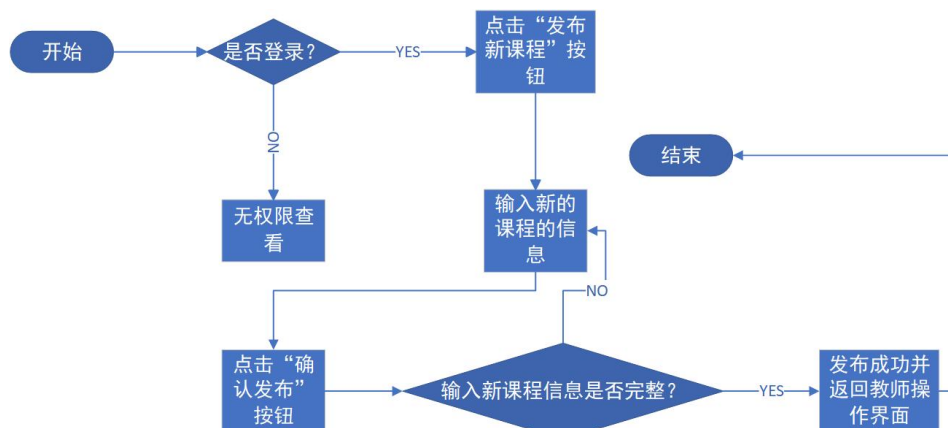 开始
是否登录？
YES
点击“发布
新课程”按
钮
NO
结束
无权限查
看
输入新的
课程的信
息
NO
点击“确
认发布”
按钮
输入新课程信息是否完整？
YES
发布成功并
返回教师操
作界面